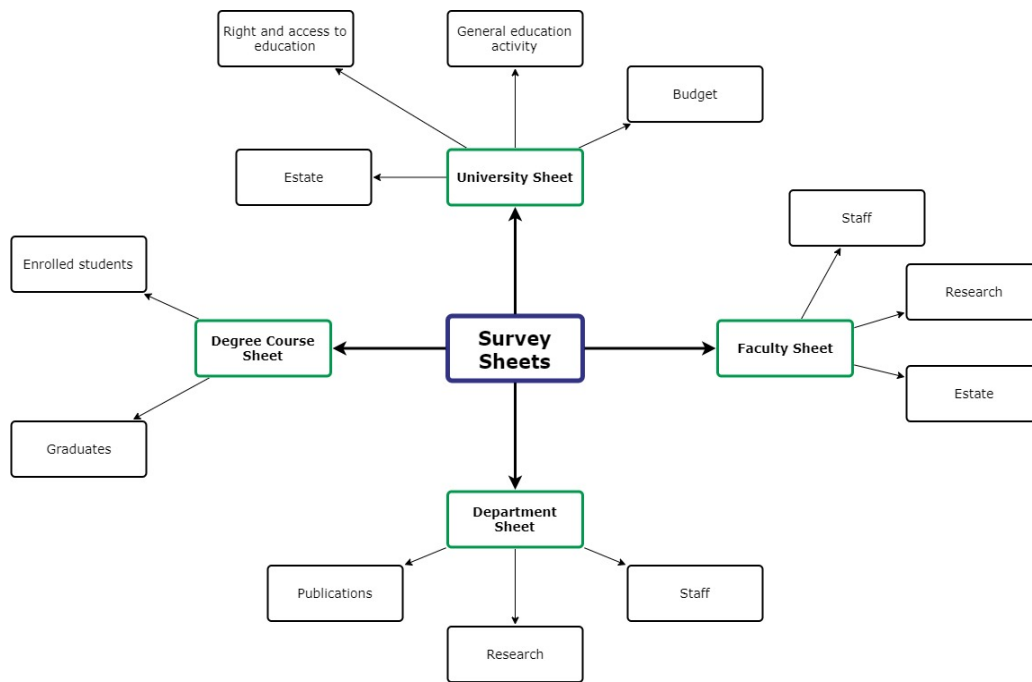 Right and access to
education
General education
activity
Budget
Estate
University Sheet
Staff
Enrolled students
Research
Degree Course
Sheet
Survey
Sheets
Faculty Sheet
Estate
Graduates
Department
Sheet
Publications
Staff
Research